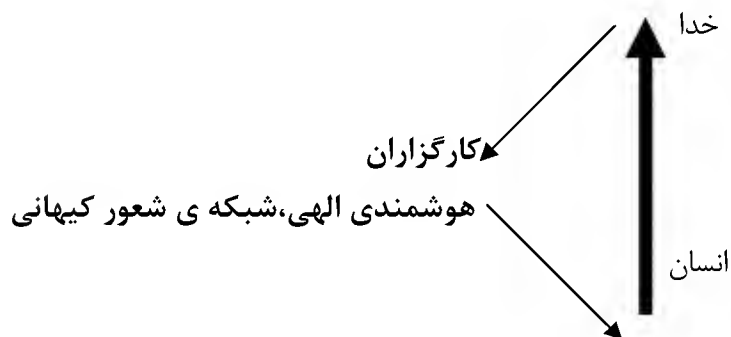 خدا
کارگزاران
هوشمندی الهی،شبکه ی شعور کیهانی
انسان